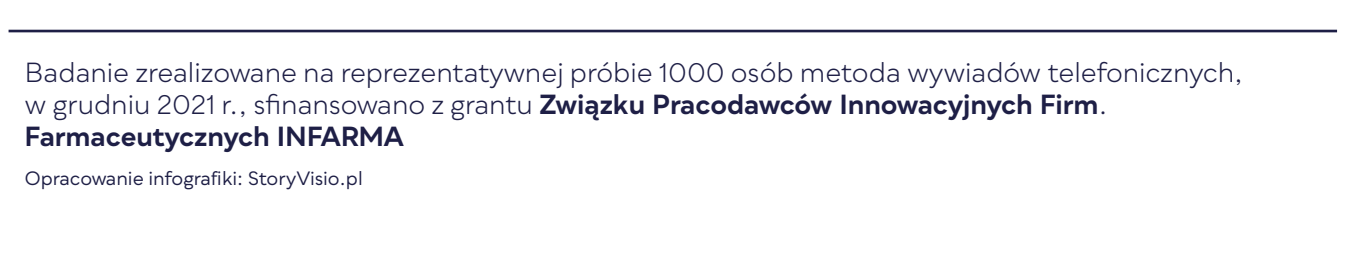 Badanie zrealizowane na reprezentatywnej próbie 1000 osób metoda wywiadów telefonicznych,
w grudniu 2021 r., sfinansowano z grantu Związku Pracodawców Innowacyjnych Firm.
Farmaceutycznych INFARMA
Opracowanie infografiki: StoryVisio.pl